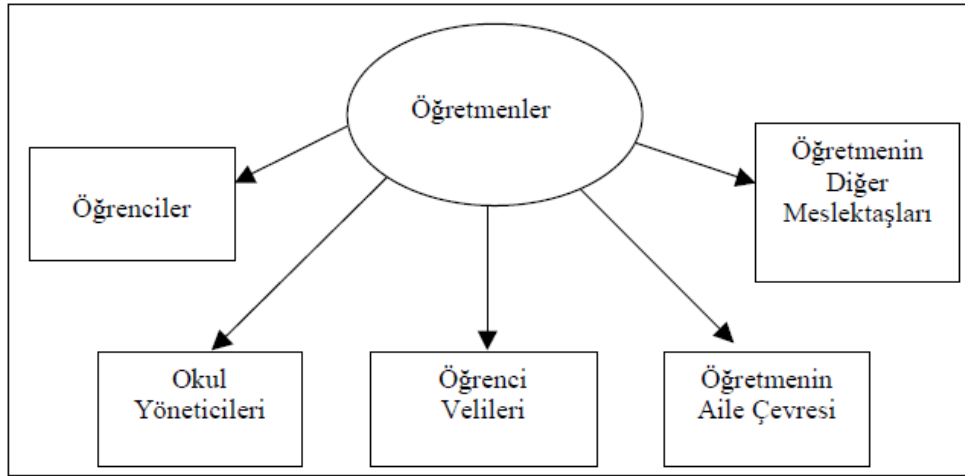 Öğretmenler
Öğrenciler
Öğretmenin
Diğer
Meslektaşları
Okul
Yöneticileri
Öğrenci
Velileri
Öğretmenin
Aile Çevresi